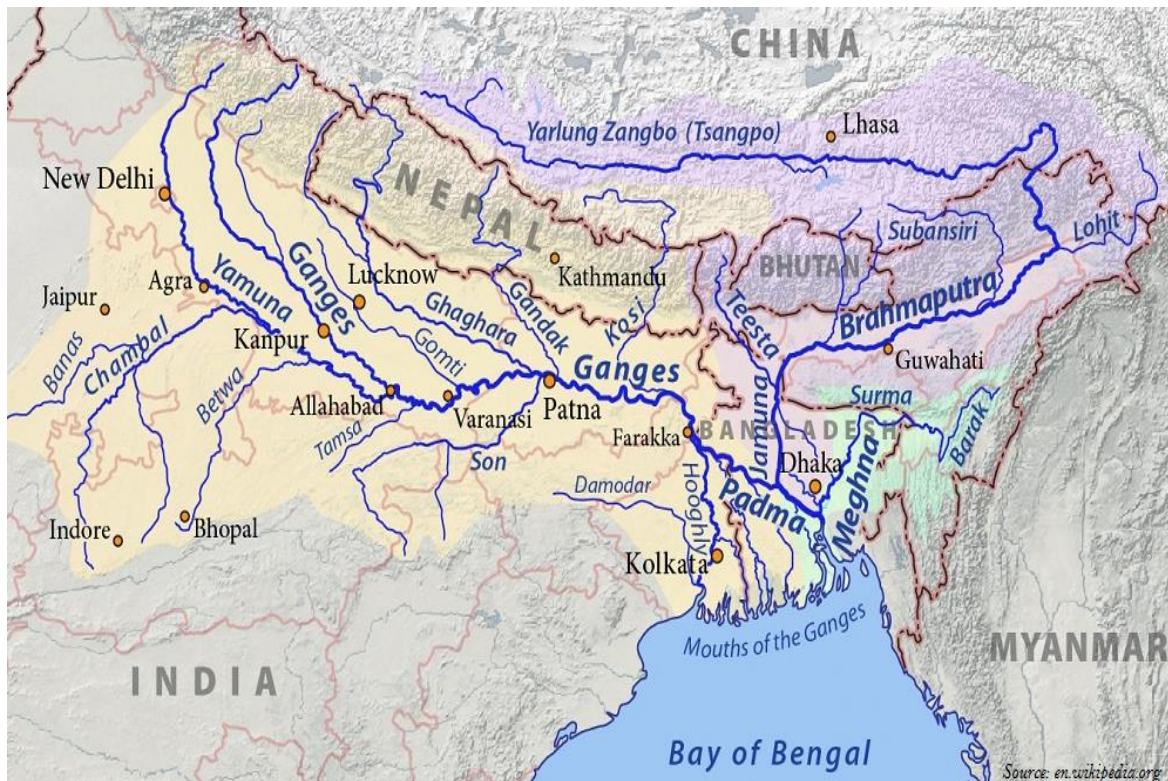 CHINA
Yarlung Zangbo (Tsangpo)
Lhasa
New Delhi
NEPAL
Subansiri
Lohit
BHUTAN
Kathmandu
Agra
Yamuna
Ganges
Lucknow
Ghaghara
Gandak
Kosi
Teesta
Brahmaputra
Jaipur
Kanpur
Gomti
Guwahati
Banas
Chambal
Betwa
Ganges
Allahabad
Varanasi
Patna
Jamuna
Surma
Tamsa
Son
Farakka
BANGLADESH
Barak
Dhaka
Meghna
Damodar
Hooghly
Padma
Indore
Bhopal
Kolkata
Mouths of the Ganges
INDIA
MYANMAR
Bay of Bengal
Source: en.wikipedia.org